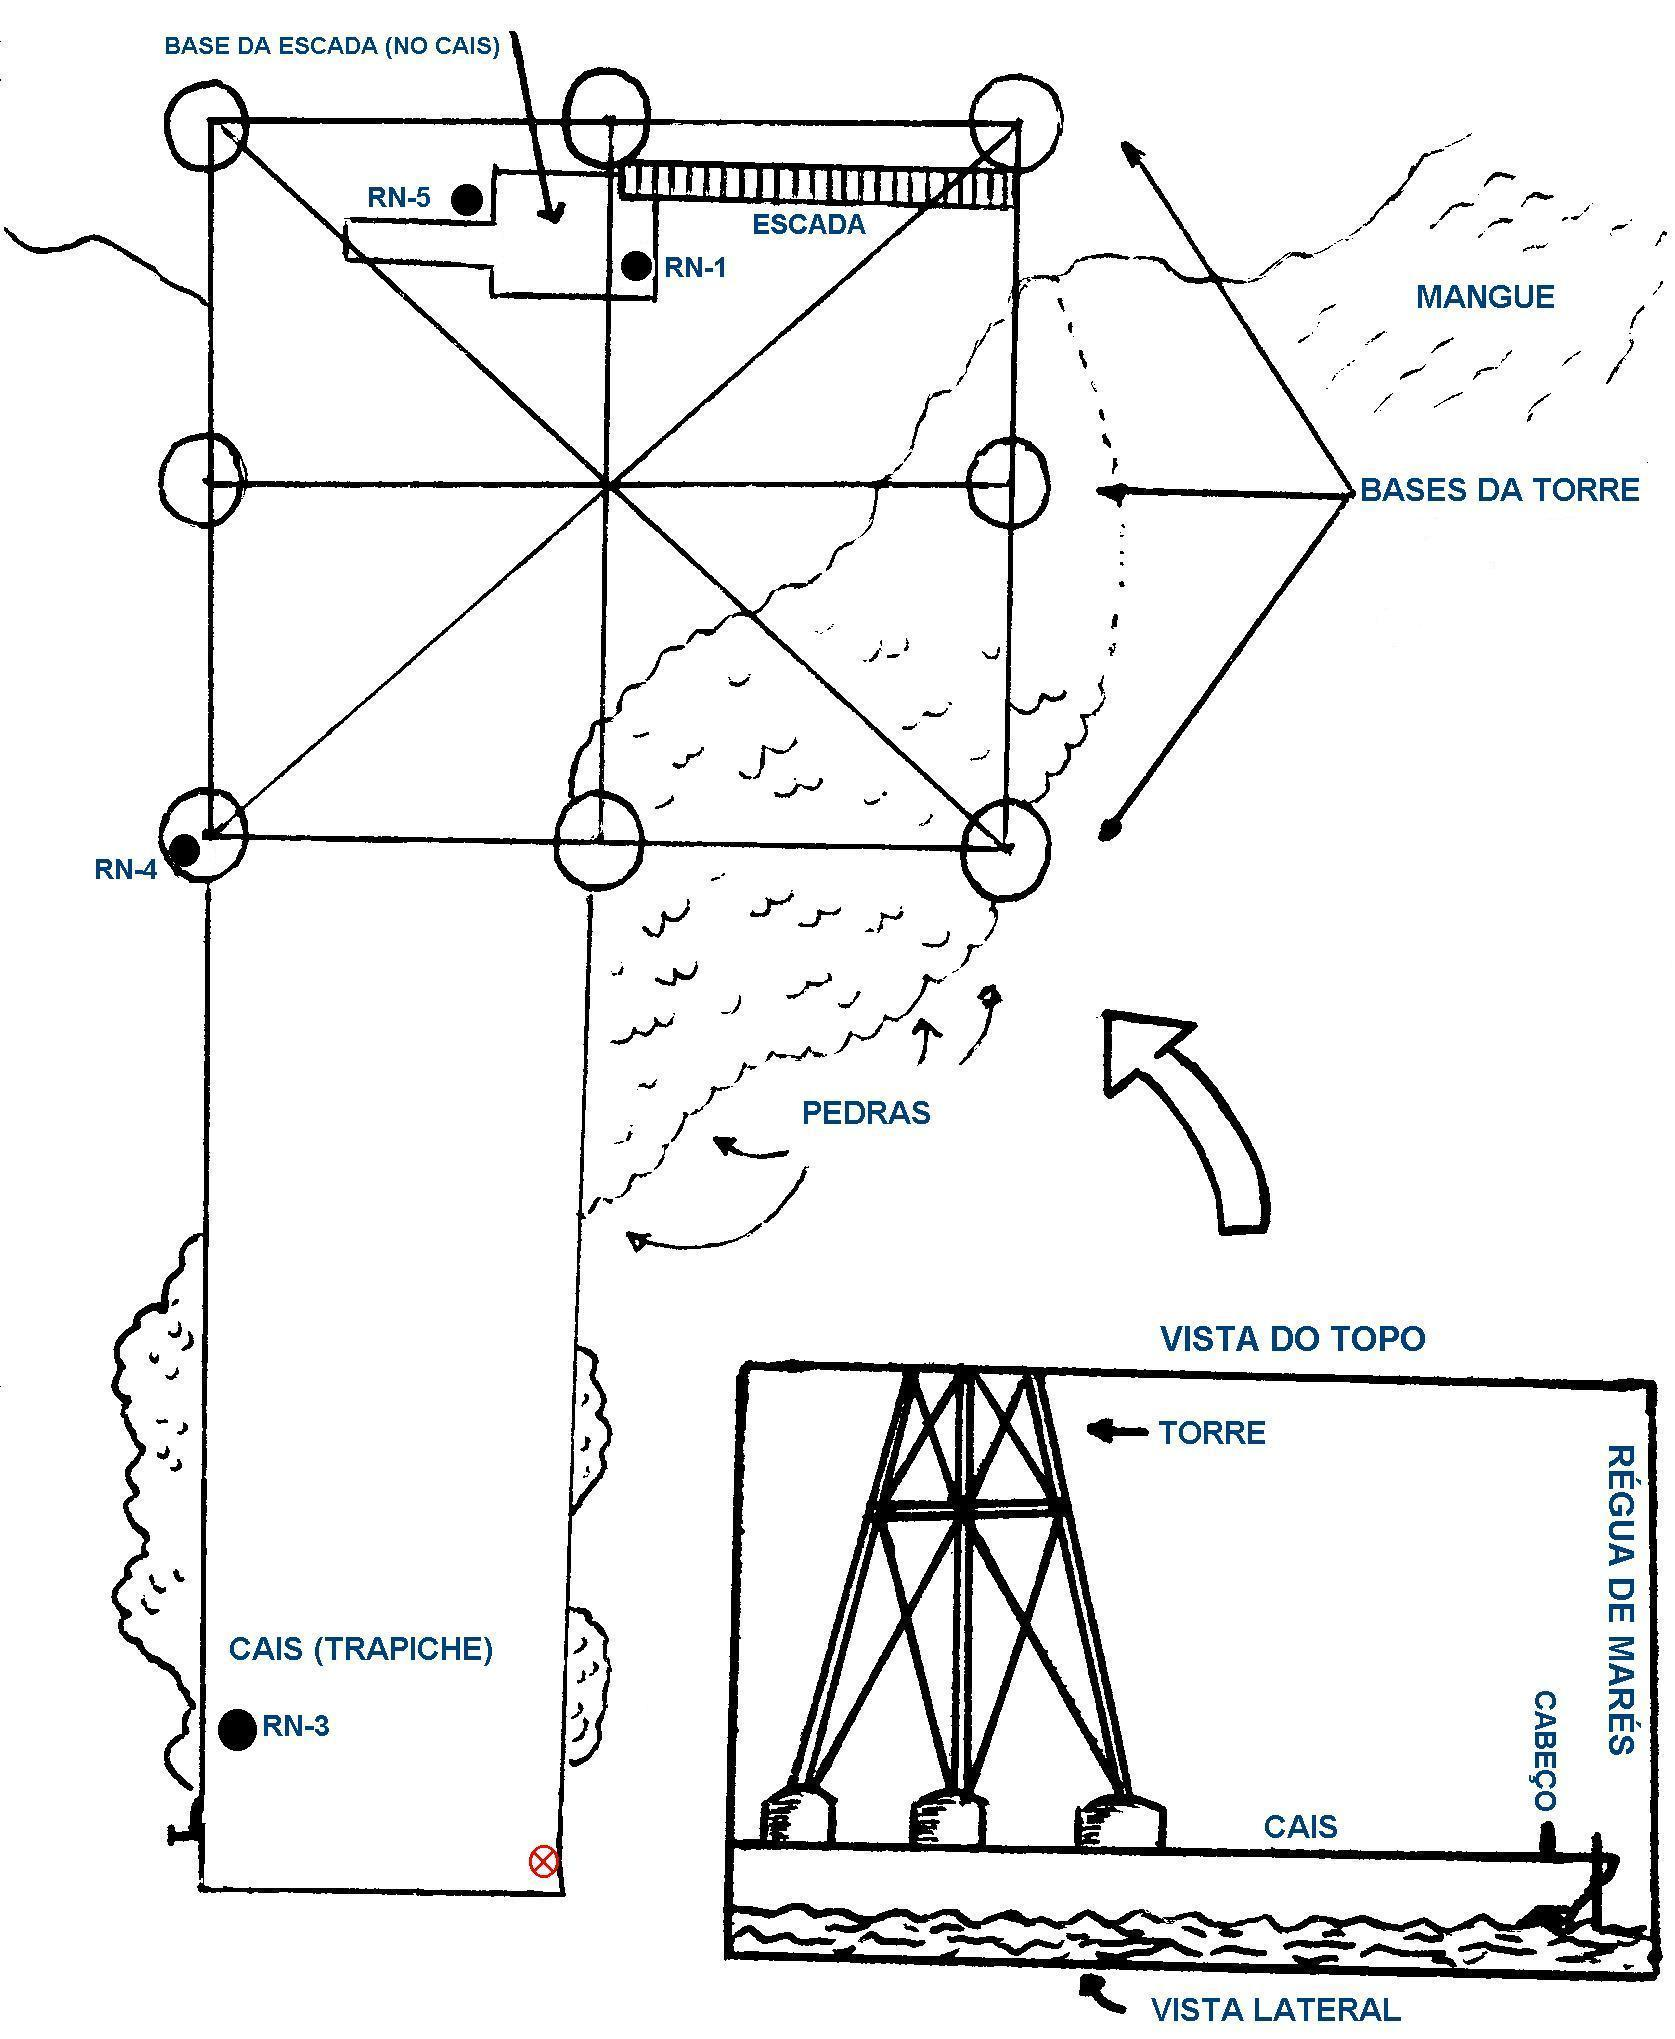 BASE DA ESCADA (NO CAIS)
RN-5
ESCADA
RN-1
MANGUE
BASES DA TORRE
RN-4
PEDRAS
VISTA DO TOPO
TORRE
RÉGUA DE MARÉS
CAIS (TRAPICHE)
CABEÇO
RN-3
CAIS
VISTA LATERAL